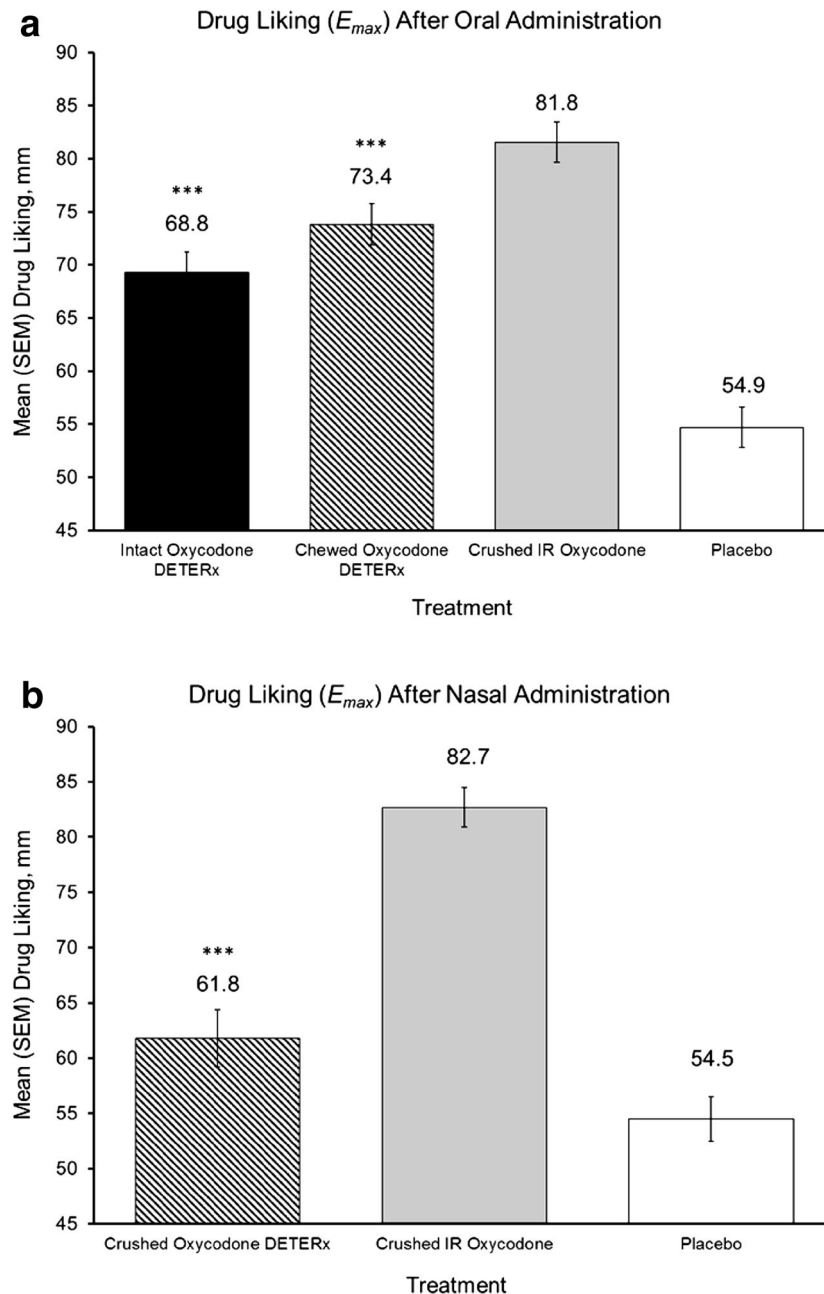 a
Drug Liking (Emax) After Oral Administration
Mean (SEM) Drug Liking, mm
90
85
80
75
70
65
60
55
50
45
***
68.8
***
73.4
81.8
54.9
Intact Oxycodone
DETERx
Chewed Oxycodone
DETERx
Crushed IR Oxycodone
Placebo
Treatment
b
Drug Liking (Emax) After Nasal Administration
Mean (SEM) Drug Liking, mm
90
85
80
75
70
65
60
55
50
45
***
61.8
82.7
54.5
Crushed Oxycodone DETERx
Crushed IR Oxycodone
Placebo
Treatment